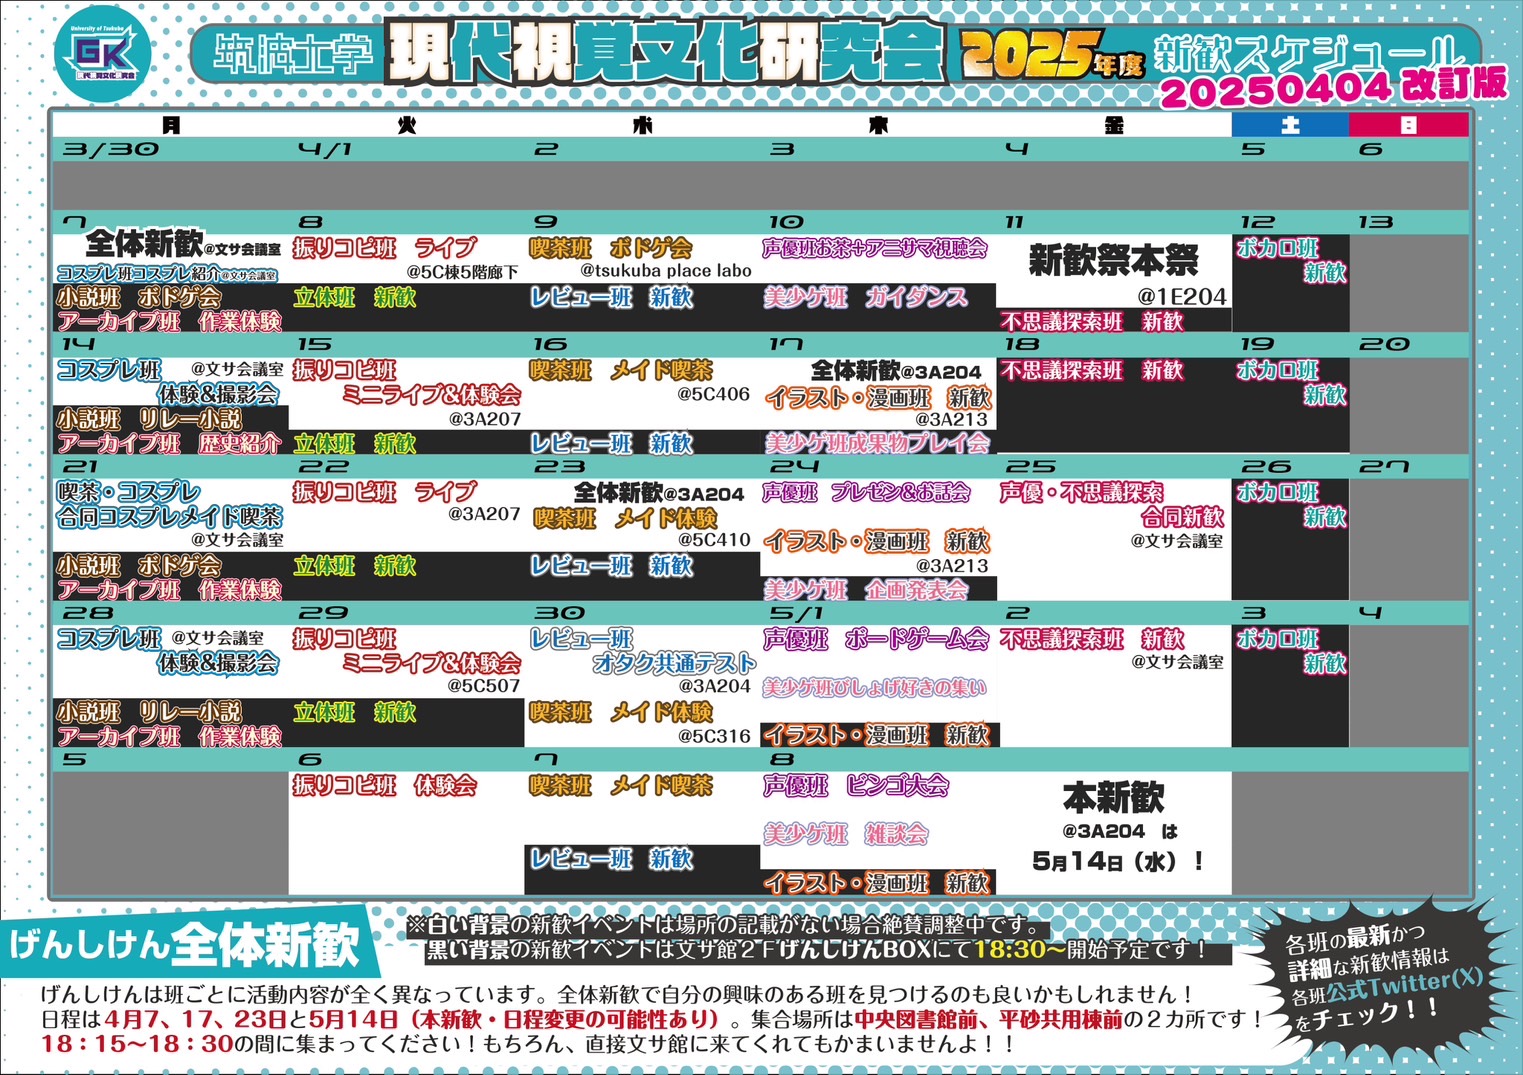 University of Tsukuba
GK
現代視覚文化研究会
筑波大学 現代視覚文化研究会 2025年度 新歓スケジュール
20250404 改訂版
月 火 水 木 金 土 日
3/30 4/1 2 3 4 5 6
7 8 9 10 11 12 13
全体新歓@文サ会議室
コスプレ班コスプレ紹介@文サ会議室
小説班 ボドゲ会
アーカイブ班 作業体験
振りコピ班 ライブ
@5C棟5階廊下
立体班 新歓
喫茶班 ボドゲ会
@tsukuba place labo
レビュー班 新歓
声優班お茶+アニサマ視聴会
美少ゲ班 ガイダンス
新歓祭本祭
@1E204
不思議探索班 新歓
ボカロ班
新歓
14 15 16 17 18 19 20
コスプレ班 @文サ会議室
体験&撮影会
小説班 リレー小説
アーカイブ班 歴史紹介
振りコピ班
ミニライブ&体験会
@3A207
立体班 新歓
喫茶班 メイド喫茶
@5C406
レビュー班 新歓
全体新歓@3A204
イラスト・漫画班 新歓
@3A213
美少ゲ班成果物プレイ会
不思議探索班 新歓
ボカロ班
新歓
21 22 23 24 25 26 27
喫茶・コスプレ
合同コスプレメイド喫茶
@文サ会議室
小説班 ボドゲ会
アーカイブ班 作業体験
振りコピ班 ライブ
@3A207
立体班 新歓
全体新歓@3A204
喫茶班 メイド体験
@5C410
レビュー班 新歓
声優班 プレゼン&お話会
イラスト・漫画班 新歓
@3A213
美少ゲ班 企画発表会
声優・不思議探索
合同新歓
@文サ会議室
ボカロ班
新歓
28 29 30 5/1 2 3 4
コスプレ班 @文サ会議室
体験&撮影会
小説班 リレー小説
アーカイブ班 作業体験
振りコピ班
ミニライブ&体験会
@5C507
立体班 新歓
レビュー班
オタク共通テスト
@3A204
喫茶班 メイド体験
@5C316
声優班 ボードゲーム会
美少ゲ班びしょげ好きの集い
イラスト・漫画班 新歓
不思議探索班 新歓
@文サ会議室
ボカロ班
新歓
5 6 7 8
振りコピ班 体験会
喫茶班 メイド喫茶
レビュー班 新歓
声優班 ビンゴ大会
美少ゲ班 雑談会
イラスト・漫画班 新歓
本新歓
@3A204 は
5月14日(水)!
げんしけん全体新歓
※白い背景の新歓イベントは場所の記載がない場合絶賛調整中です。
黒い背景の新歓イベントは文サ館2FげんしけんBOXにて18:30~開始予定です!
げんしけんは班ごとに活動内容が全く異なっています。全体新歓で自分の興味のある班を見つけるのも良いかもしれません!
日程は4月7、17、23日と5月14日(本新歓・日程変更の可能性あり)。集合場所は中央図書館前、平砂共用棟前の2カ所です!
18:15~18:30の間に集まってください!もちろん、直接文サ館に来てくれてもかまいませんよ!!
各班の最新かつ
詳細な新歓情報は
各班公式Twitter(X)
をチェック!!